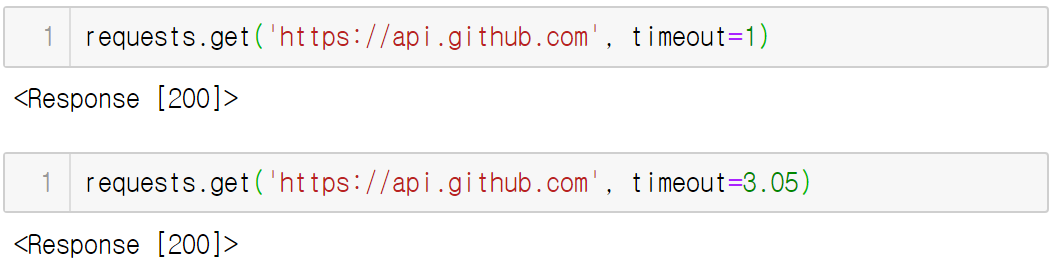 1 requests.get('https://api.github.com', timeout=1)
<Response [200]>
1 requests.get('https://api.github.com', timeout=3.05)
<Response [200]>